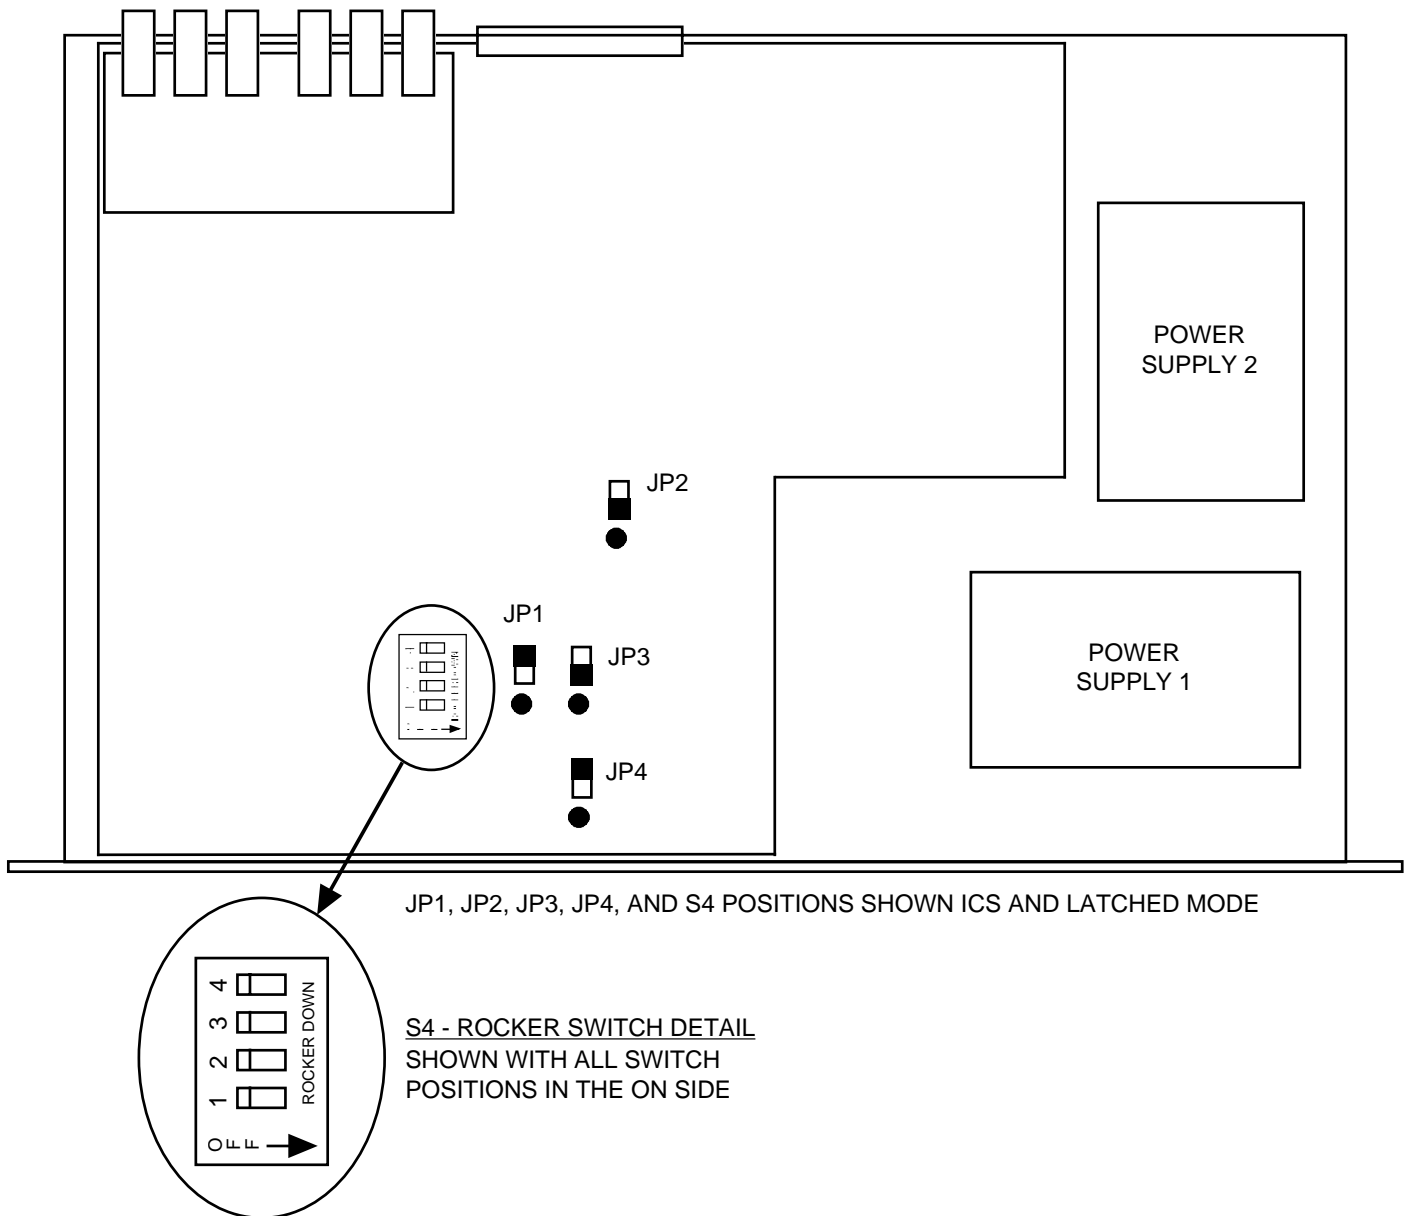 POWER
SUPPLY 2
JP2
JP1
JP3
POWER
SUPPLY 1
JP4
JP1, JP2, JP3, JP4, AND S4 POSITIONS SHOWN ICS AND LATCHED MODE
4
3
2
1
ROCKER DOWN
OFF
S4 - ROCKER SWITCH DETAIL
SHOWN WITH ALL SWITCH
POSITIONS IN THE ON SIDE